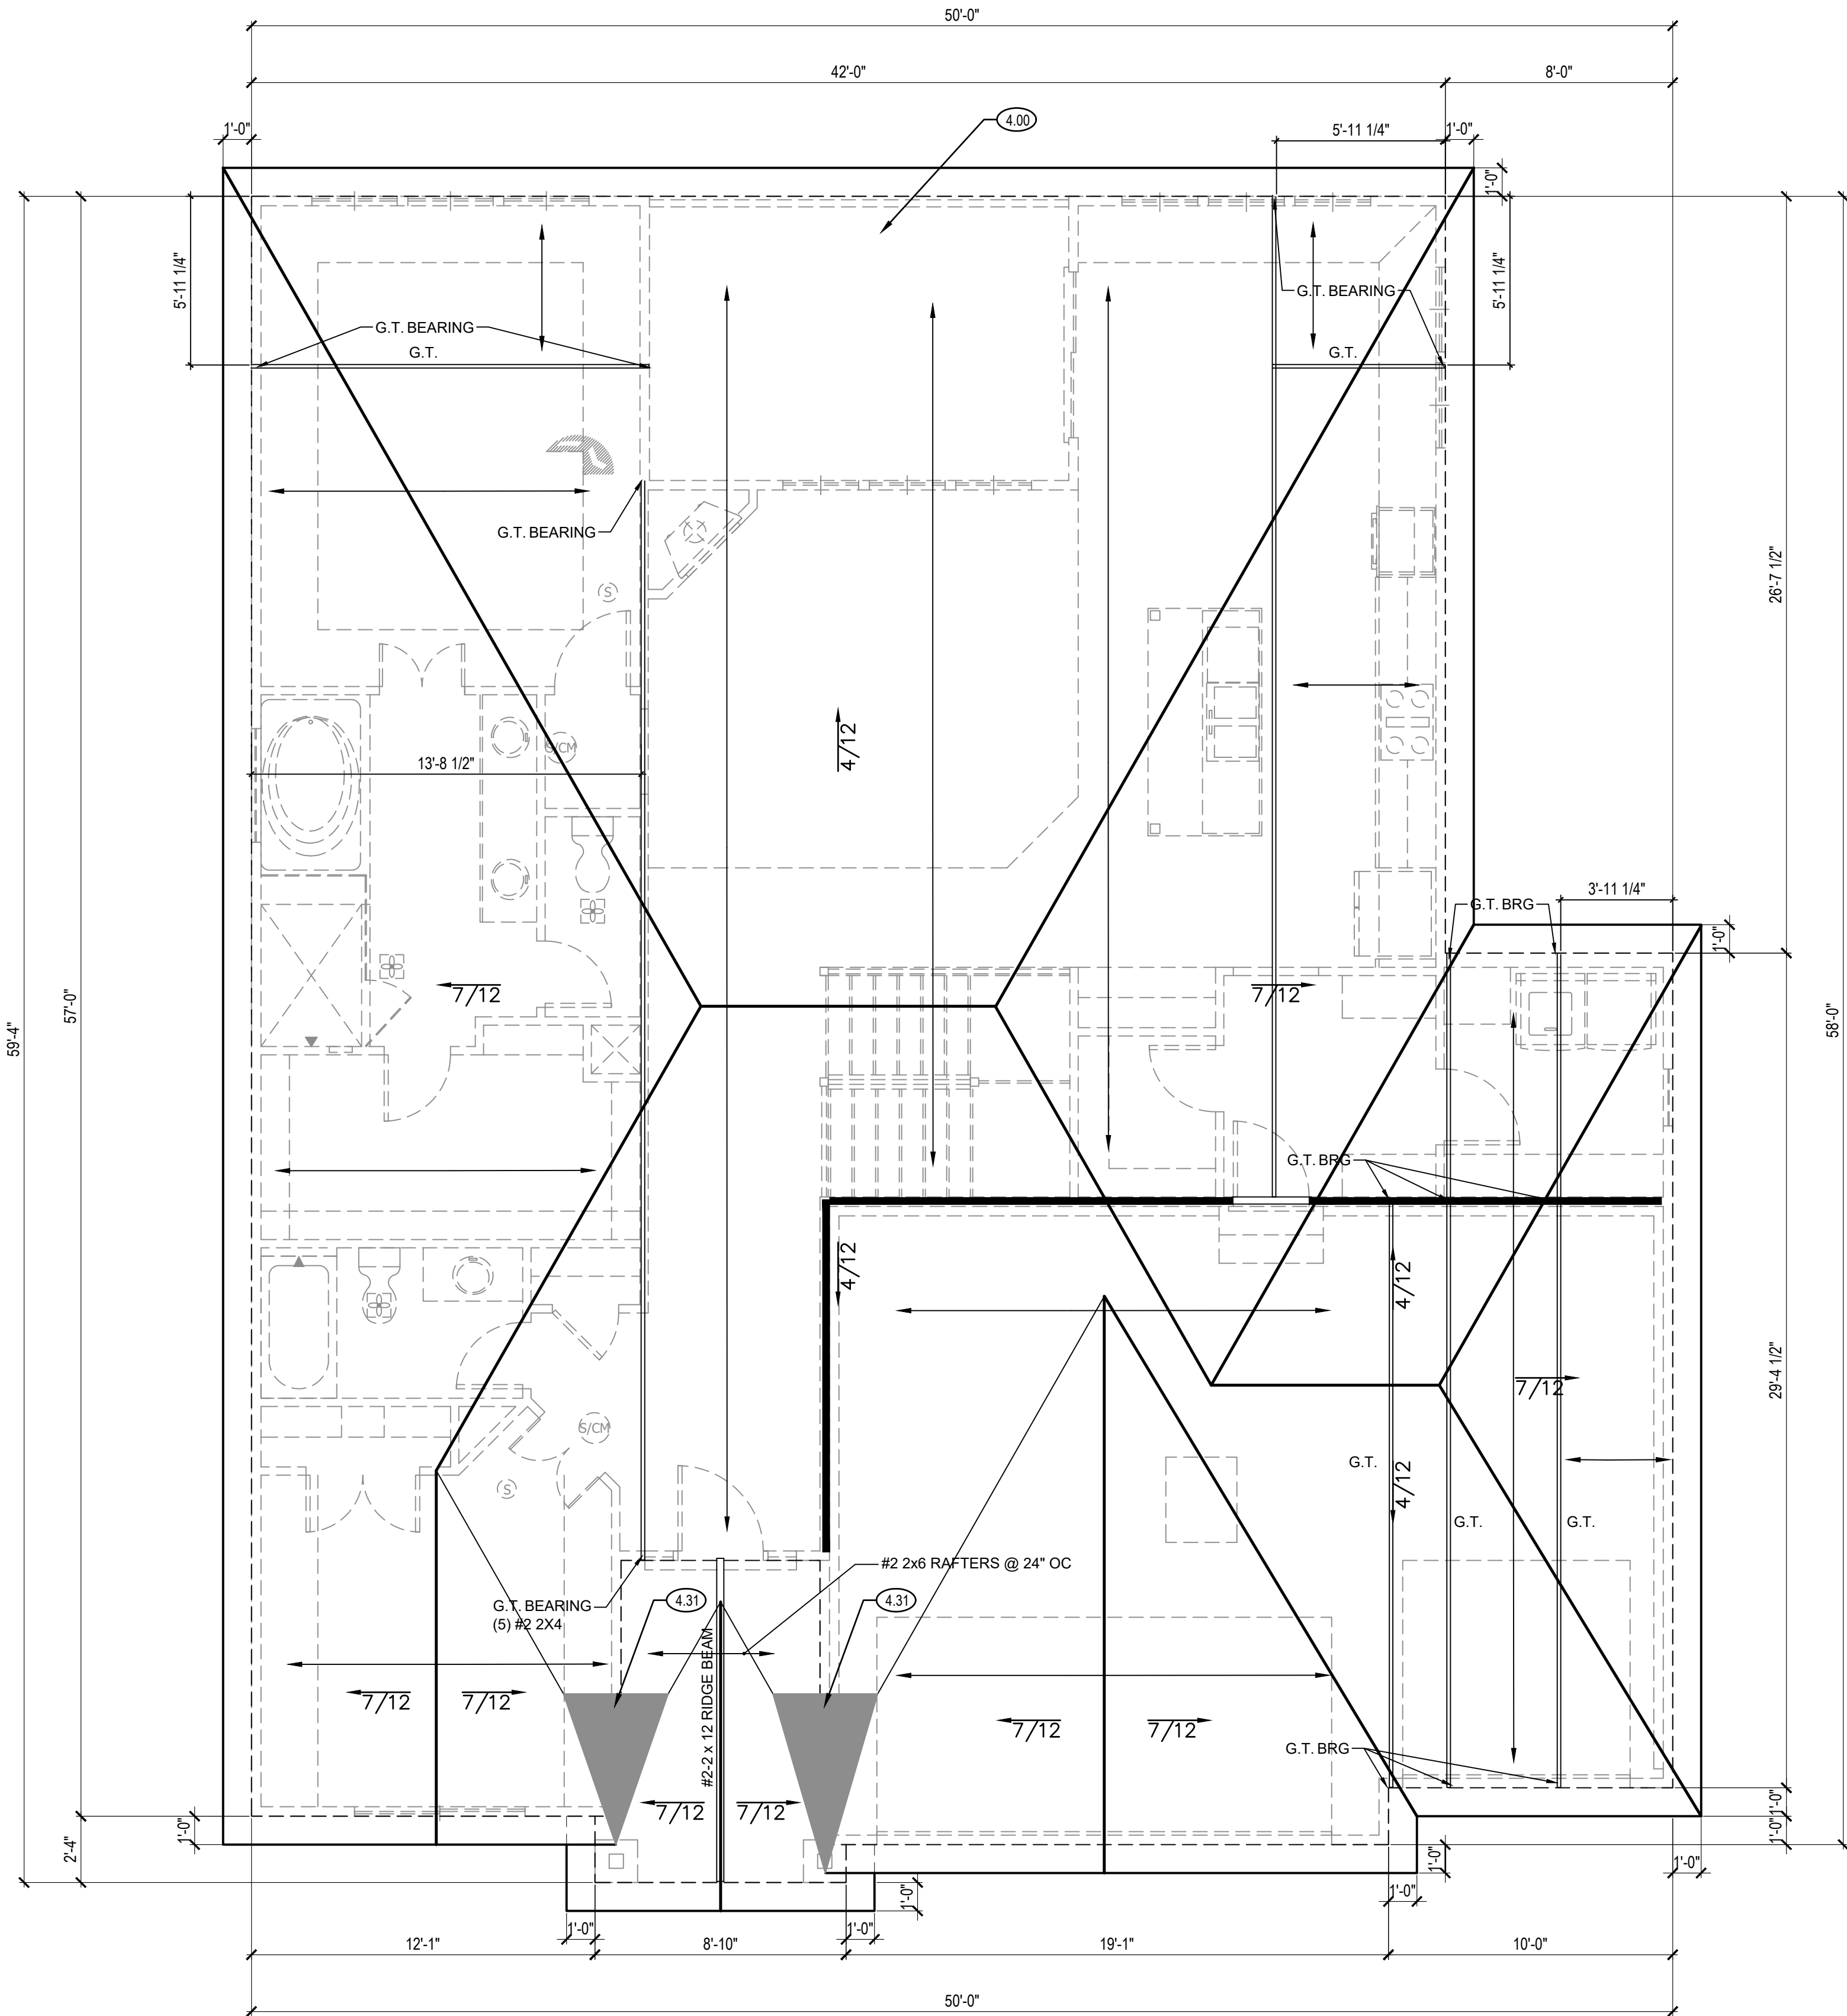 50'-0"
42'-0"
8'-0"
1'-0"
4.00
5'-11 1/4"
1'-0"
1'-0"
5'-11 1/4"
5'-11 1/4"
G.T. BEARING
G.T. BEARING
G.T.
G.T.
G.T. BEARING
26'-7 1/2"
S
4/12
S/CM
13'-8 1/2"
3'-11 1/4"
G.T. BRG
1'-0"
7/12
7/12
59'-4"
57'-0"
58'-0"
G.T. BRG
4/12
4/12
29'-4 1/2"
7/12
S/CM
G.T.
4/12
S
G.T.
G.T.
#2 2x6 RAFTERS @ 24" OC
G.T. BEARING
(5) #2 2X4
4.31
4.31
#2-2 x 12 RIDGE BEAM
7/12
7/12
7/12
7/12
G.T. BRG
7/12
7/12
1'-0"
1'-0"
1'-0"
2'-4"
1'-0"
1'-0"
1'-0"
1'-0"
1'-0"
1'-0"
12'-1"
8'-10"
19'-1"
10'-0"
50'-0"